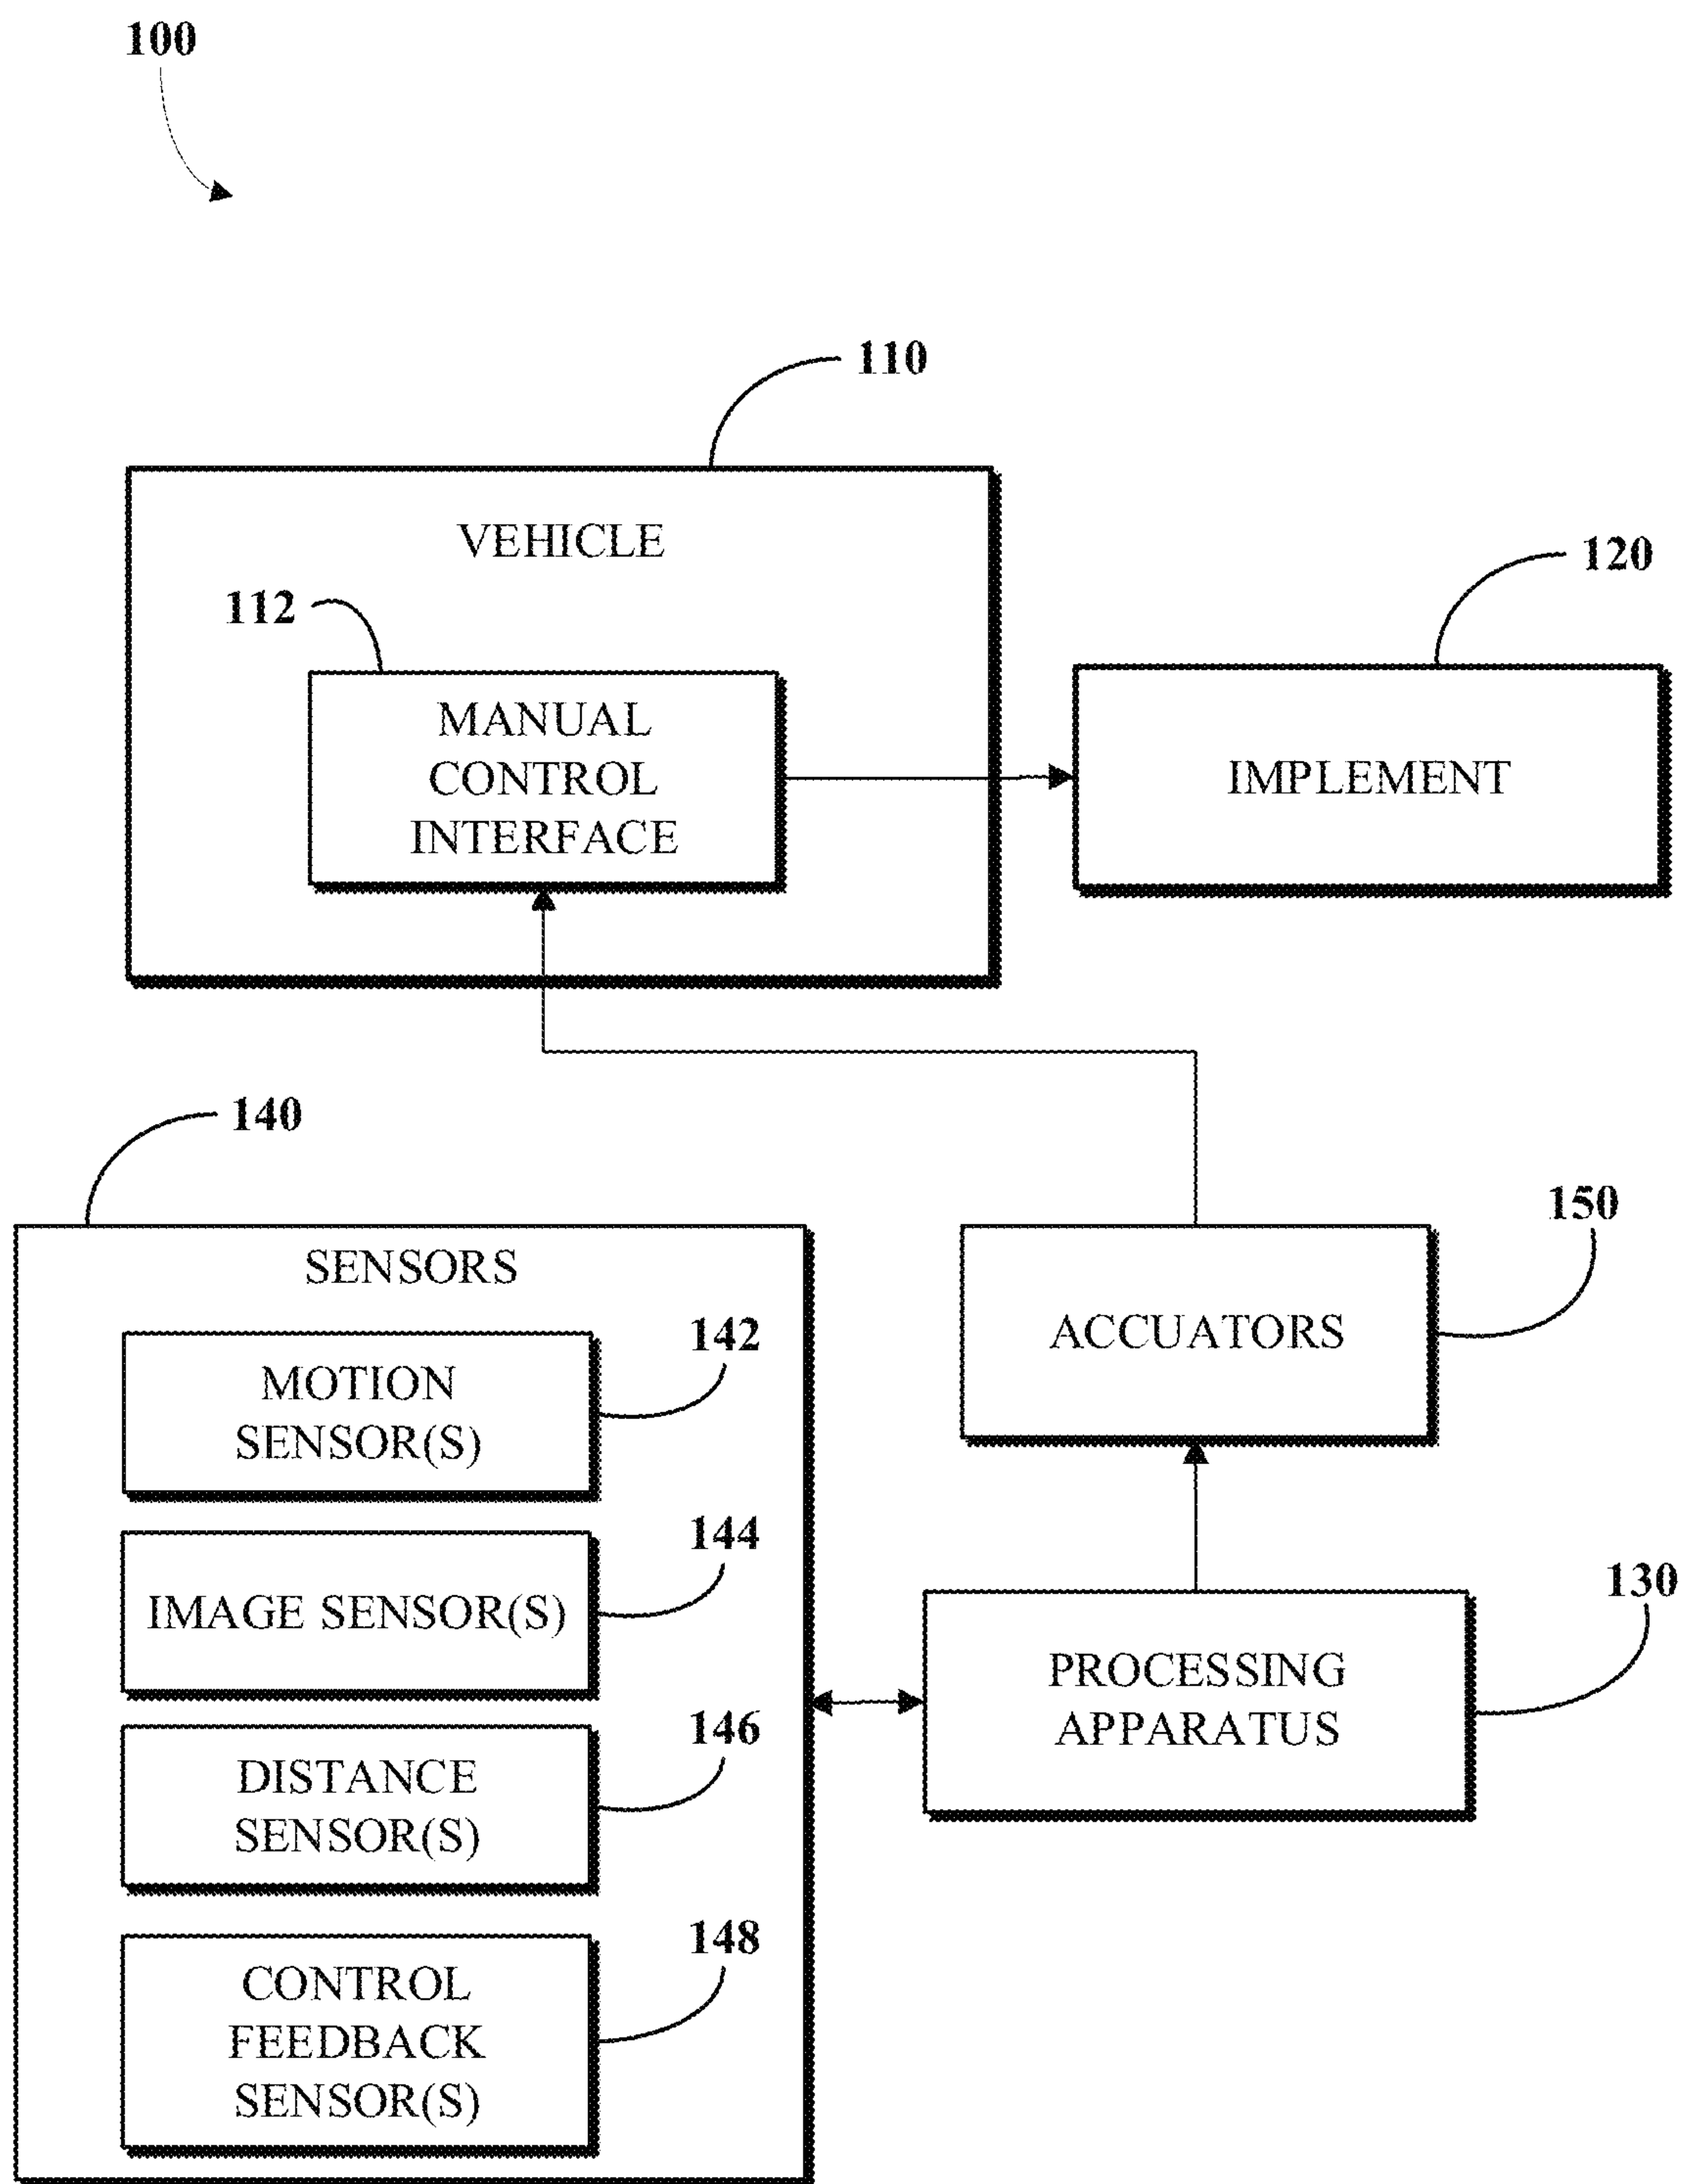 100
110
VEHICLE
120
112
MANUAL
CONTROL
INTERFACE
IMPLEMENT
140
150
SENSORS
ACCUATORS
142
MOTION
SENSOR(S)
144
IMAGE SENSOR(S)
130
PROCESSING
APPARATUS
146
DISTANCE
SENSOR(S)
148
CONTROL
FEEDBACK
SENSOR(S)